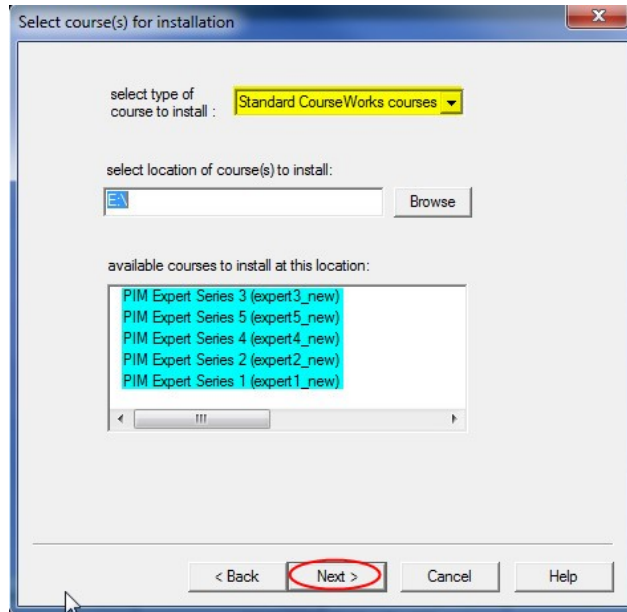 Select course(s) for installation
select type of
course to install :
Standard CourseWorks courses
select location of course(s) to install:
E:\
Browse
available courses to install at this location:
PIM Expert Series 3 (expert3_new)
PIM Expert Series 5 (expert5_new)
PIM Expert Series 4 (expert4_new)
PIM Expert Series 2 (expert2_new)
PIM Expert Series 1 (expert1_new)
< Back
Next >
Cancel
Help